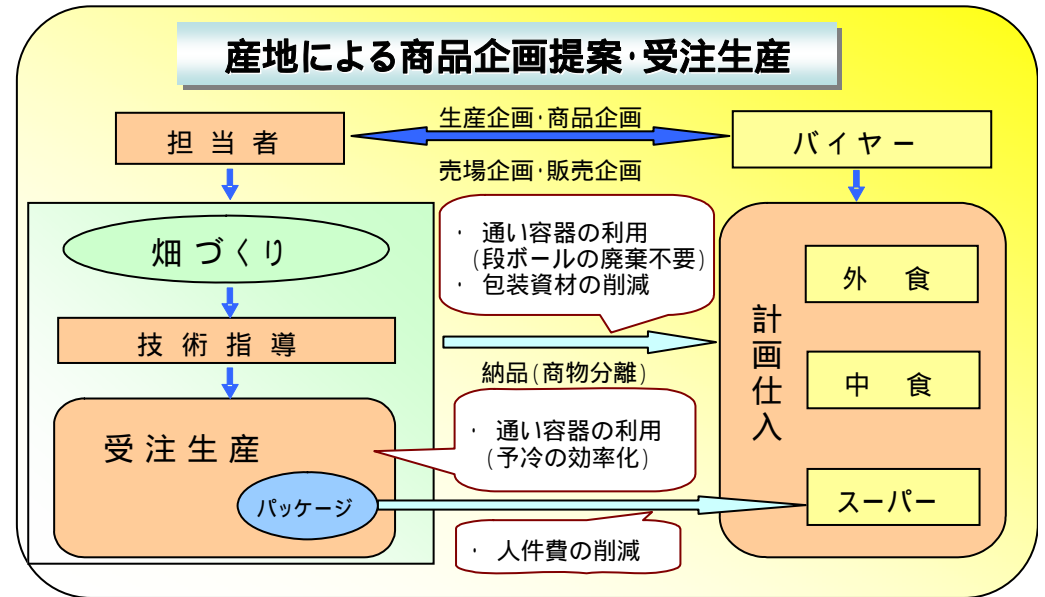 産地による商品企画提案・受注生産
担当者
生産企画・商品企画
バイヤー
売場企画・販売企画
畑づくり
・ 通い容器の利用
(段ボールの廃棄不要)
・ 包装資材の削減
外食
技術指導
計画仕入
納品(商物分離)
中食
受注生産
・ 通い容器の利用
(予冷の効率化)
パッケージ
スーパー
・ 人件費の削減